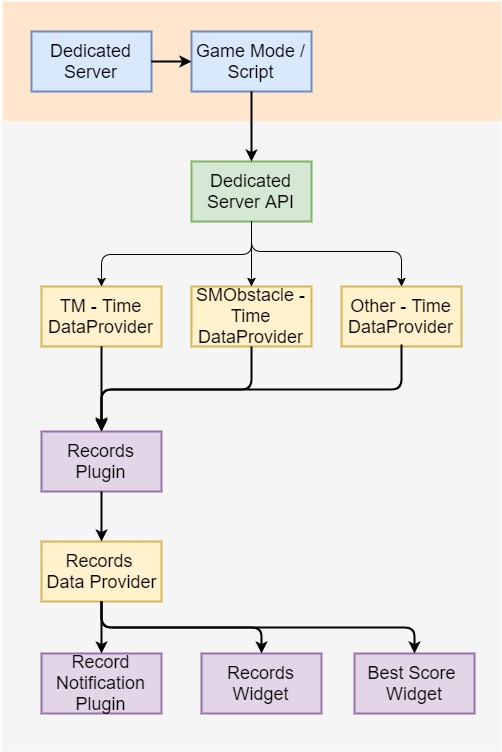 Dedicated
Server
Game Mode /
Script
Dedicated
Server API
TM - Time
DataProvider
SMObstacle -
Time
DataProvider
Other - Time
DataProvider
Records
Plugin
Records
Data Provider
Record
Notification
Plugin
Records
Widget
Best Score
Widget